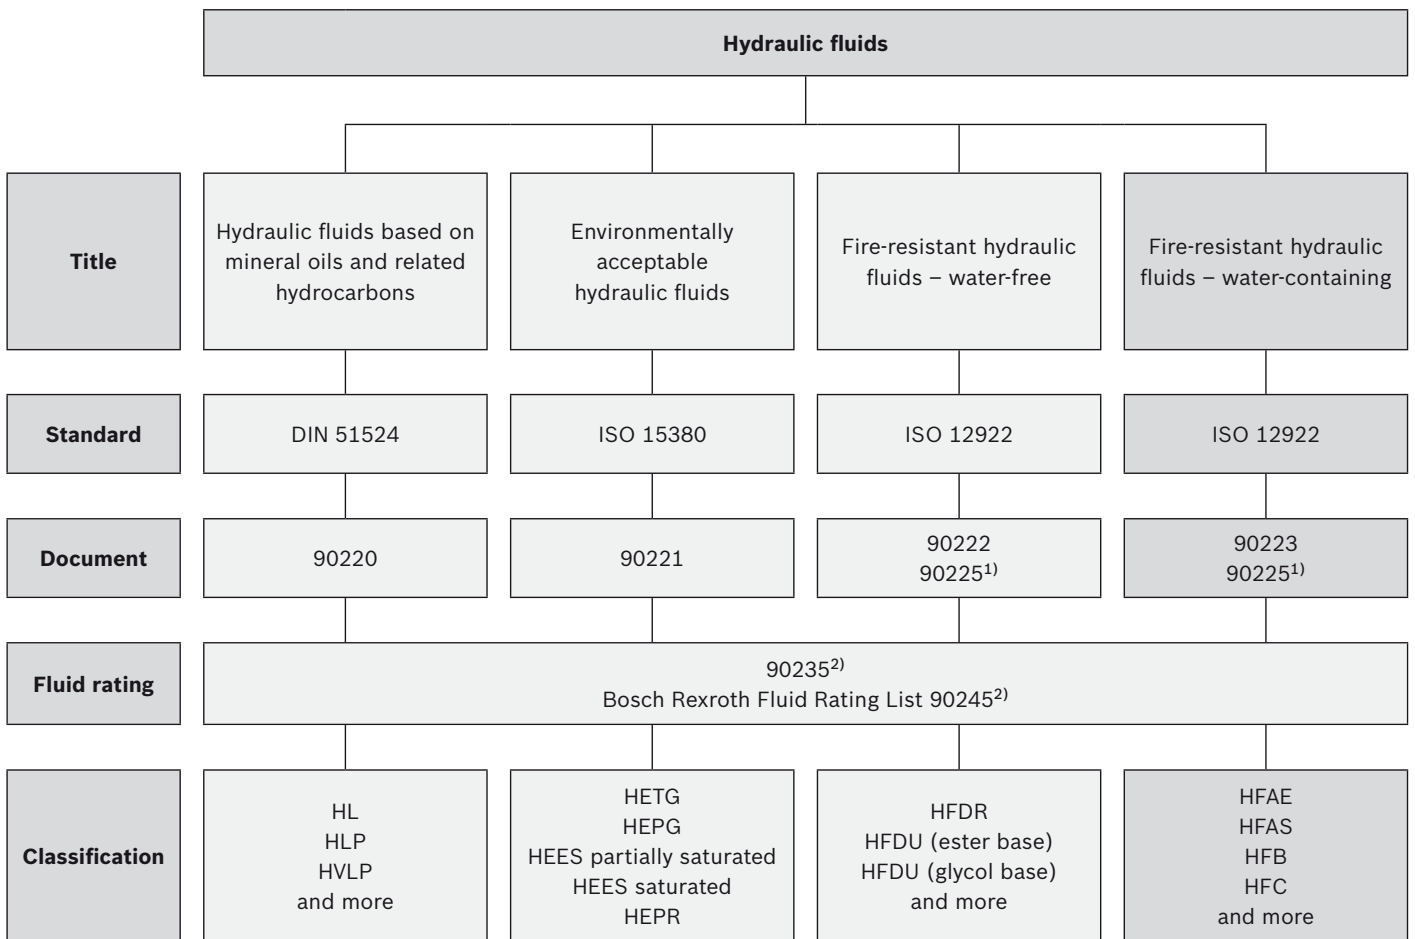 Hydraulic fluids
Title
Hydraulic fluids based on
mineral oils and related
hydrocarbons
Environmentally
acceptable
hydraulic fluids
Fire-resistant hydraulic
fluids – water-free
Fire-resistant hydraulic
fluids – water-containing
Standard
DIN 51524
ISO 15380
ISO 12922
ISO 12922
Document
90220
90221
90222
90225¹⁾
90223
90225¹⁾
Fluid rating
90235²⁾
Bosch Rexroth Fluid Rating List 90245²⁾
Classification
HL
HLP
HVLP
and more
HETG
HEPG
HEES partially saturated
HEES saturated
HEPR
HFDR
HFDU (ester base)
HFDU (glycol base)
and more
HFAE
HFAS
HFB
HFC
and more